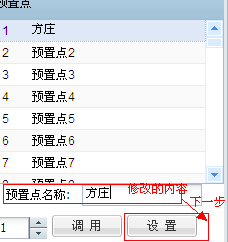 预置点
1 方庄
2 预置点2
3 预置点3
4 预置点4
5 预置点5
6 预置点6
7 预置点7
修改的内容
预置点名称: 方庄
下一步
1 调用 设置